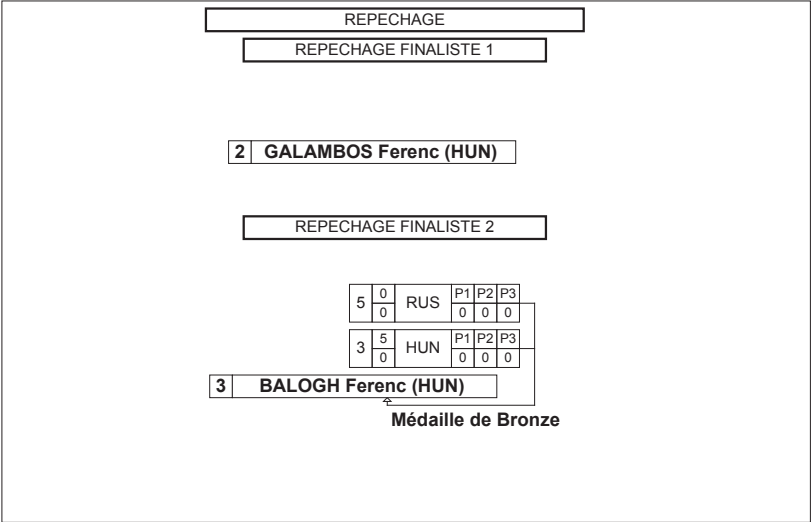 REPECHAGE
REPECHAGE FINALISTE 1
2 GALAMBOS Ferenc (HUN)
REPECHAGE FINALISTE 2
5 0 RUS P1 P2 P3
0 0 0 0
3 5 HUN P1 P2 P3
0 0 0 0
3 BALOGH Ferenc (HUN)
Médaille de Bronze